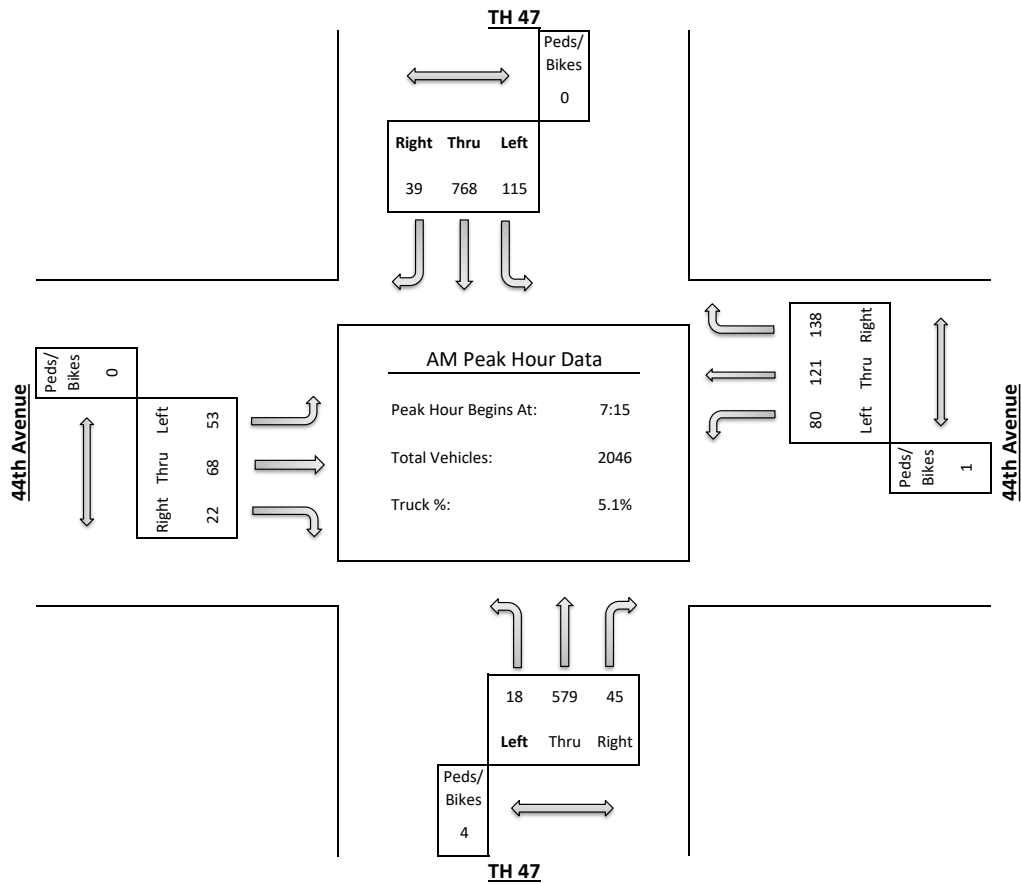 TH 47
Peds/
Bikes
0
Right Thru Left
39 768 115
44th Avenue
Peds/
Bikes
0
Left 53
Thru 68
Right 22
AM Peak Hour Data
Peak Hour Begins At: 7:15
Total Vehicles: 2046
Truck %: 5.1%
138 Right
121 Thru
80 Left
Peds/
Bikes
1
44th Avenue
18 579 45
Left Thru Right
Peds/
Bikes
4
TH 47